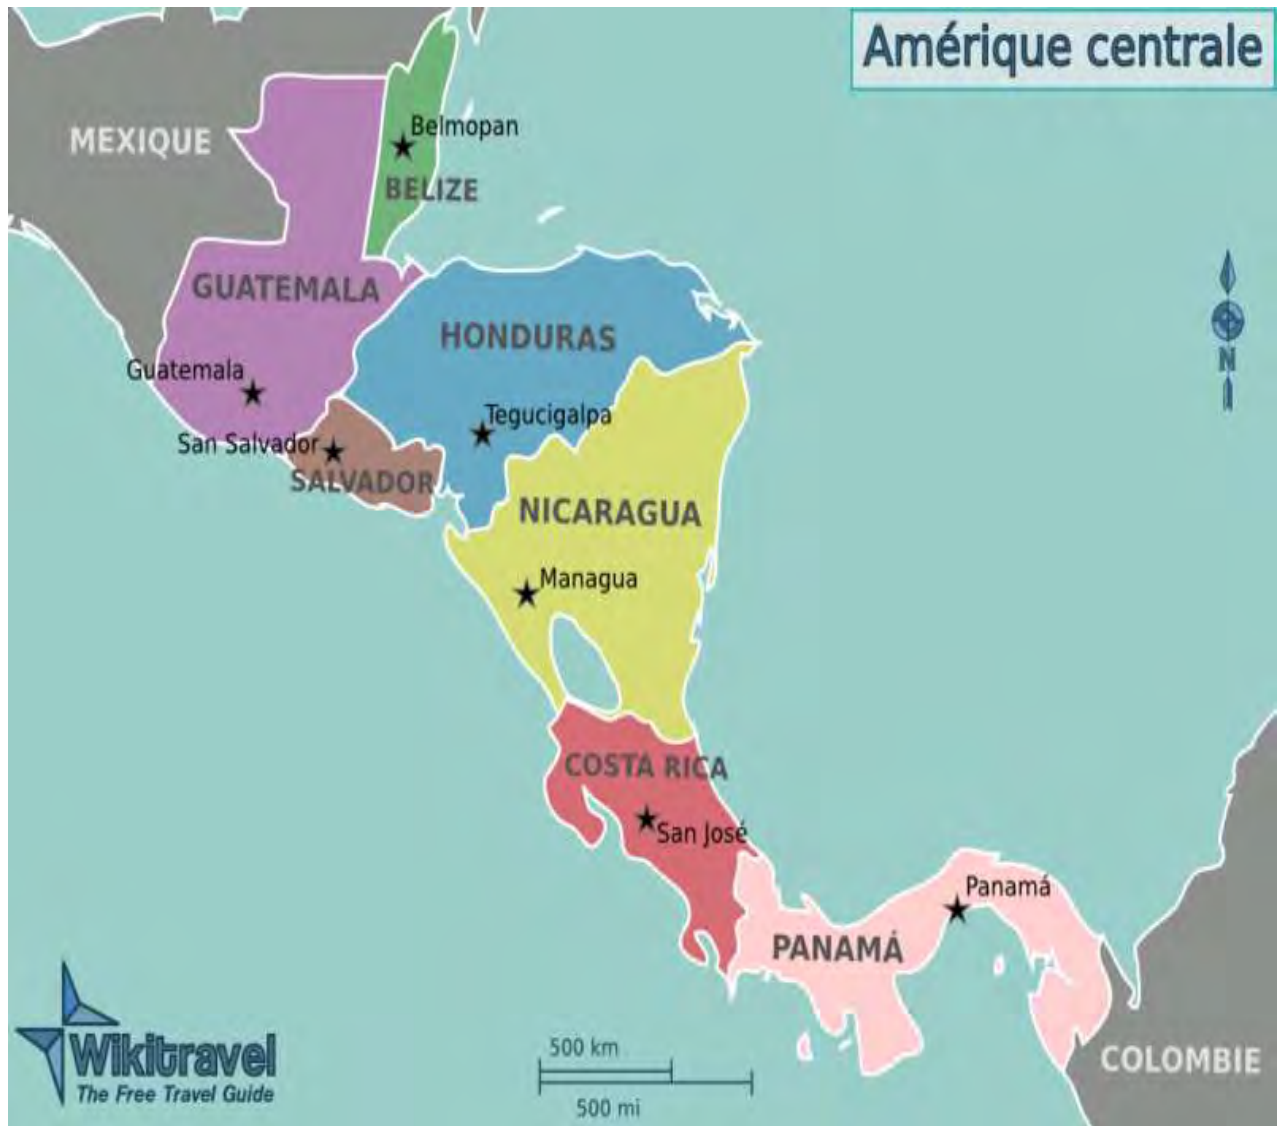 Amérique centrale
MEXIQUE
Belmopan
BELIZE
GUATEMALA
HONDURAS
Guatemala
Tegucigalpa
San Salvador
SALVADOR
NICARAGUA
Managua
N
COSTA RICA
San José
Panamá
PANAMÁ
COLOMBIE
Wikitravel
The Free Travel Guide
500 km
500 mi